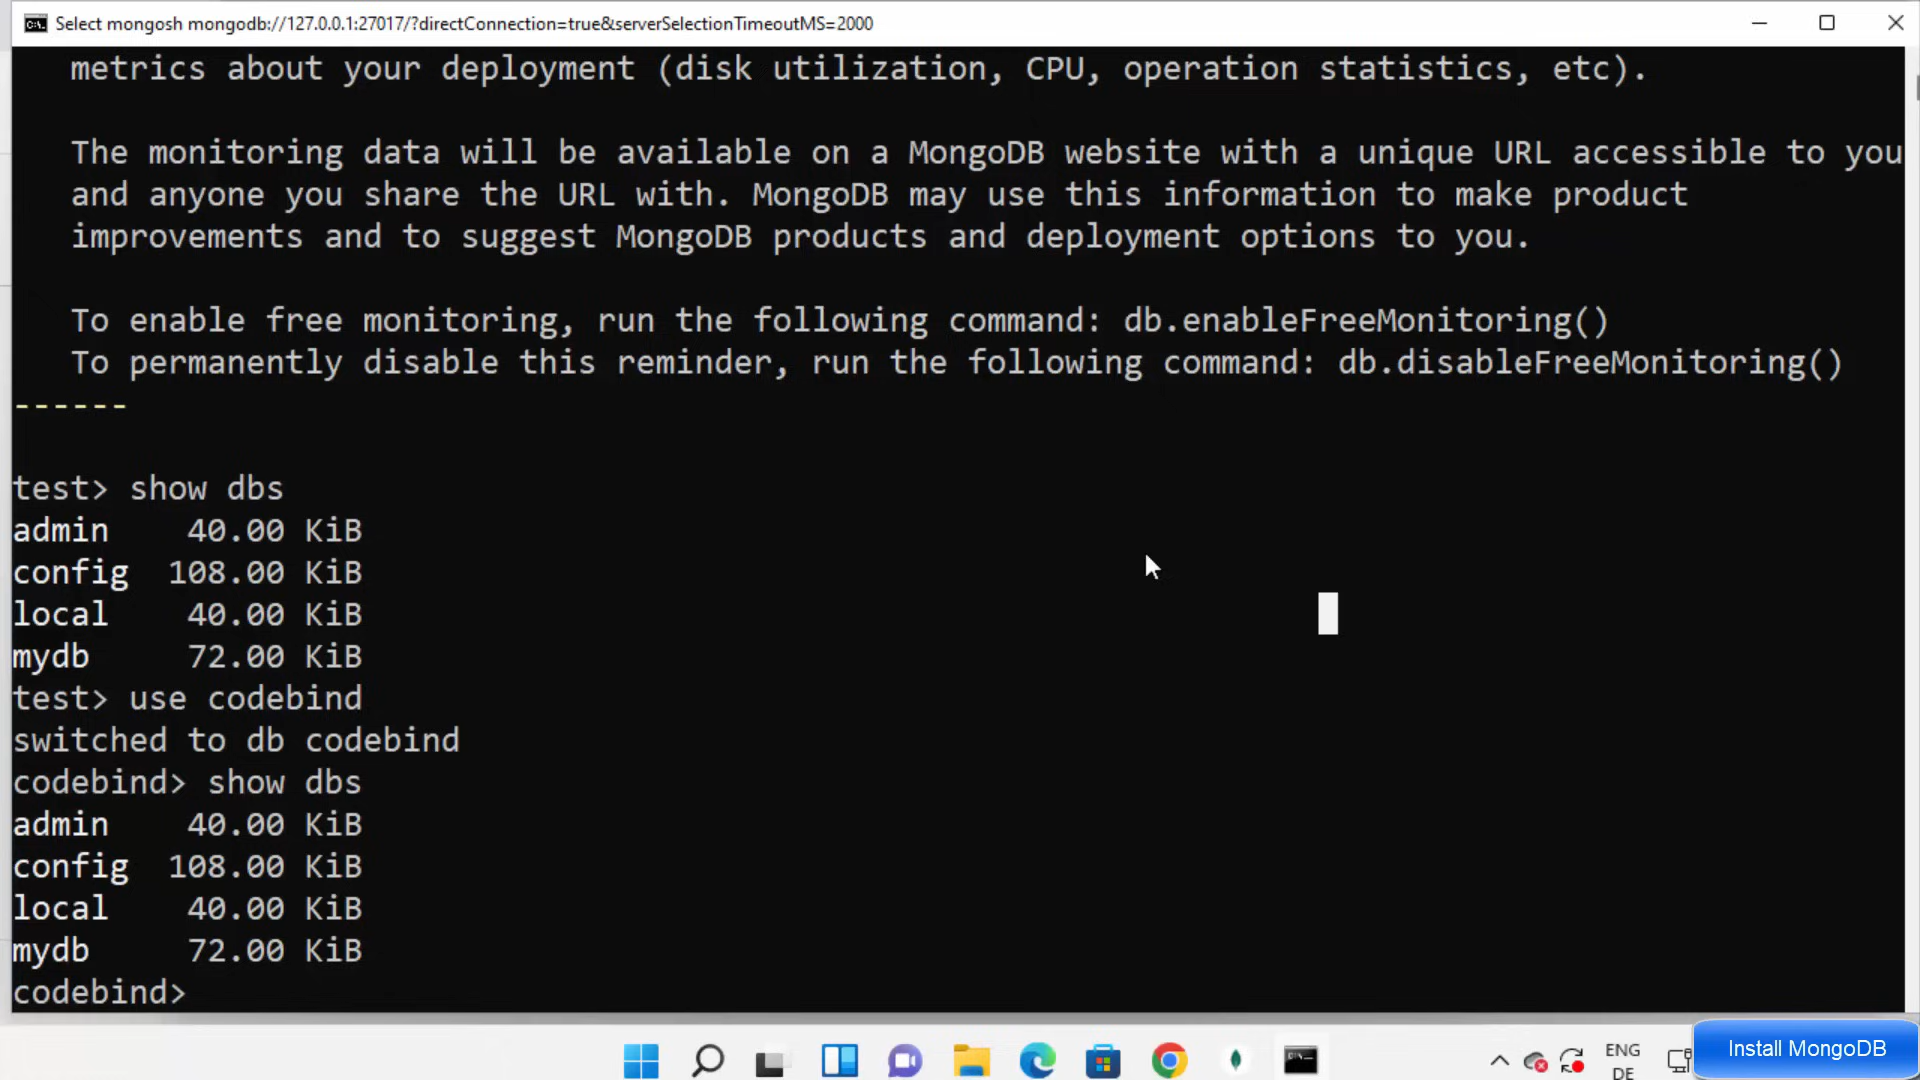 Select mongosh mongodb://127.0.0.1:27017/?directConnection=true&serverSelectionTimeoutMS=2000
metrics about your deployment (disk utilization, CPU, operation statistics, etc).
The monitoring data will be available on a MongoDB website with a unique URL accessible to you
and anyone you share the URL with. MongoDB may use this information to make product
improvements and to suggest MongoDB products and deployment options to you.
To enable free monitoring, run the following command: db.enableFreeMonitoring()
To permanently disable this reminder, run the following command: db.disableFreeMonitoring()
------
test> show dbs
admin    40.00 KiB
config  108.00 KiB
local    40.00 KiB
mydb     72.00 KiB
test> use codebind
switched to db codebind
codebind> show dbs
admin    40.00 KiB
config  108.00 KiB
local    40.00 KiB
mydb     72.00 KiB
codebind>
ENG
DE
Install MongoDB